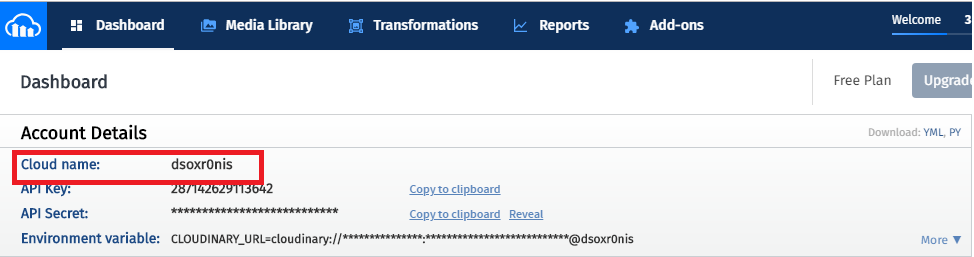 Dashboard Media Library Transformations Reports Add-ons Welcome 3
Dashboard Free Plan Upgrade
Account Details Download: YML, PY
Cloud name: dsoxr0nis
API Key: 287142629113642 Copy to clipboard
API Secret: *************************** Copy to clipboard Reveal
Environment variable: CLOUDINARY_URL=cloudinary://***************:***************************@dsoxr0nis More ▼